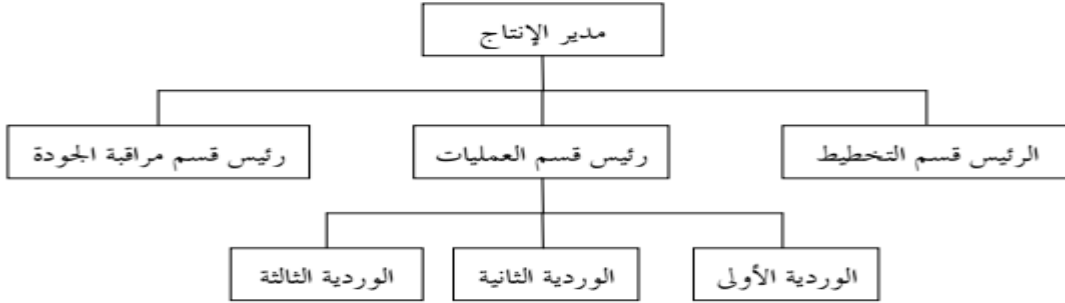 مدير الإنتاج
الرئيس قسم التخطيط
رئيس قسم العمليات
رئيس قسم مراقبة الجودة
الوردية الأولى
الوردية الثانية
الوردية الثالثة